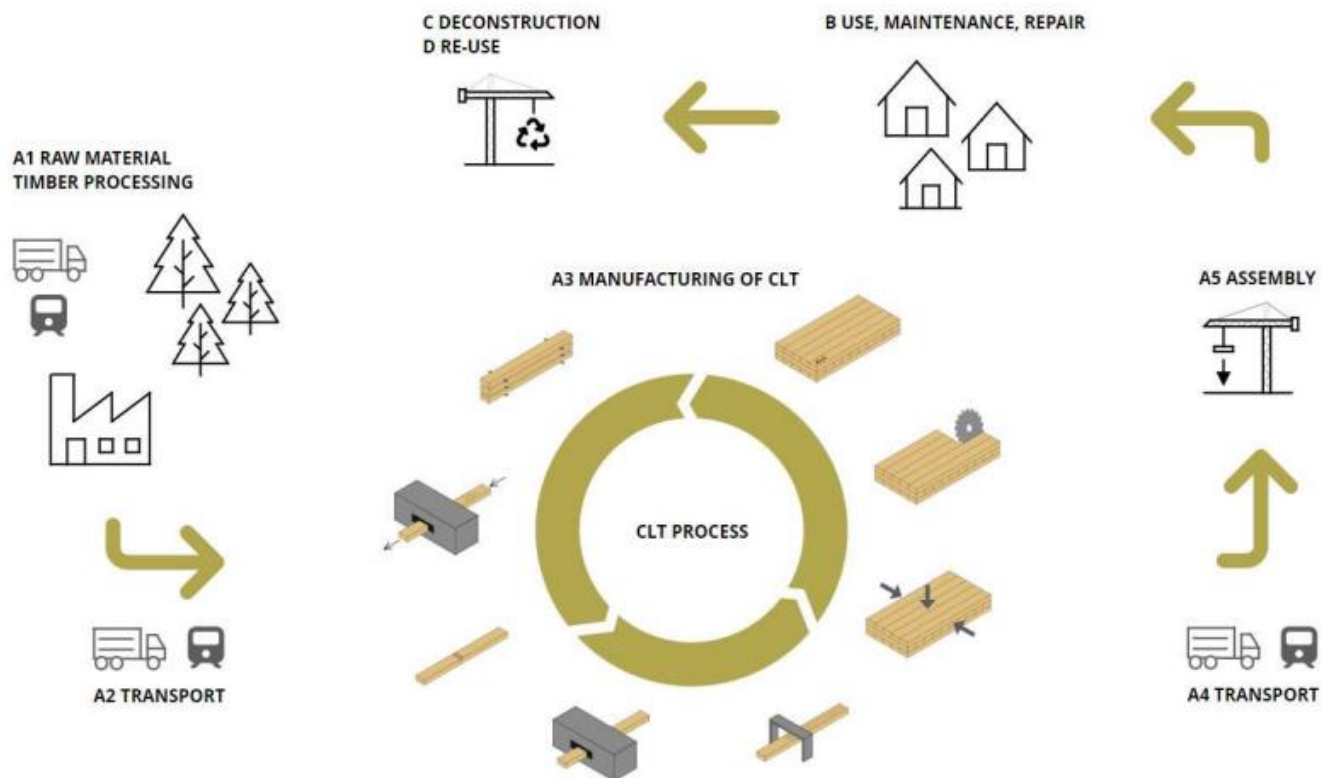 C DECONSTRUCTION
D RE-USE
B USE, MAINTENANCE, REPAIR
A1 RAW MATERIAL
TIMBER PROCESSING
A3 MANUFACTURING OF CLT
A5 ASSEMBLY
CLT PROCESS
A2 TRANSPORT
A4 TRANSPORT